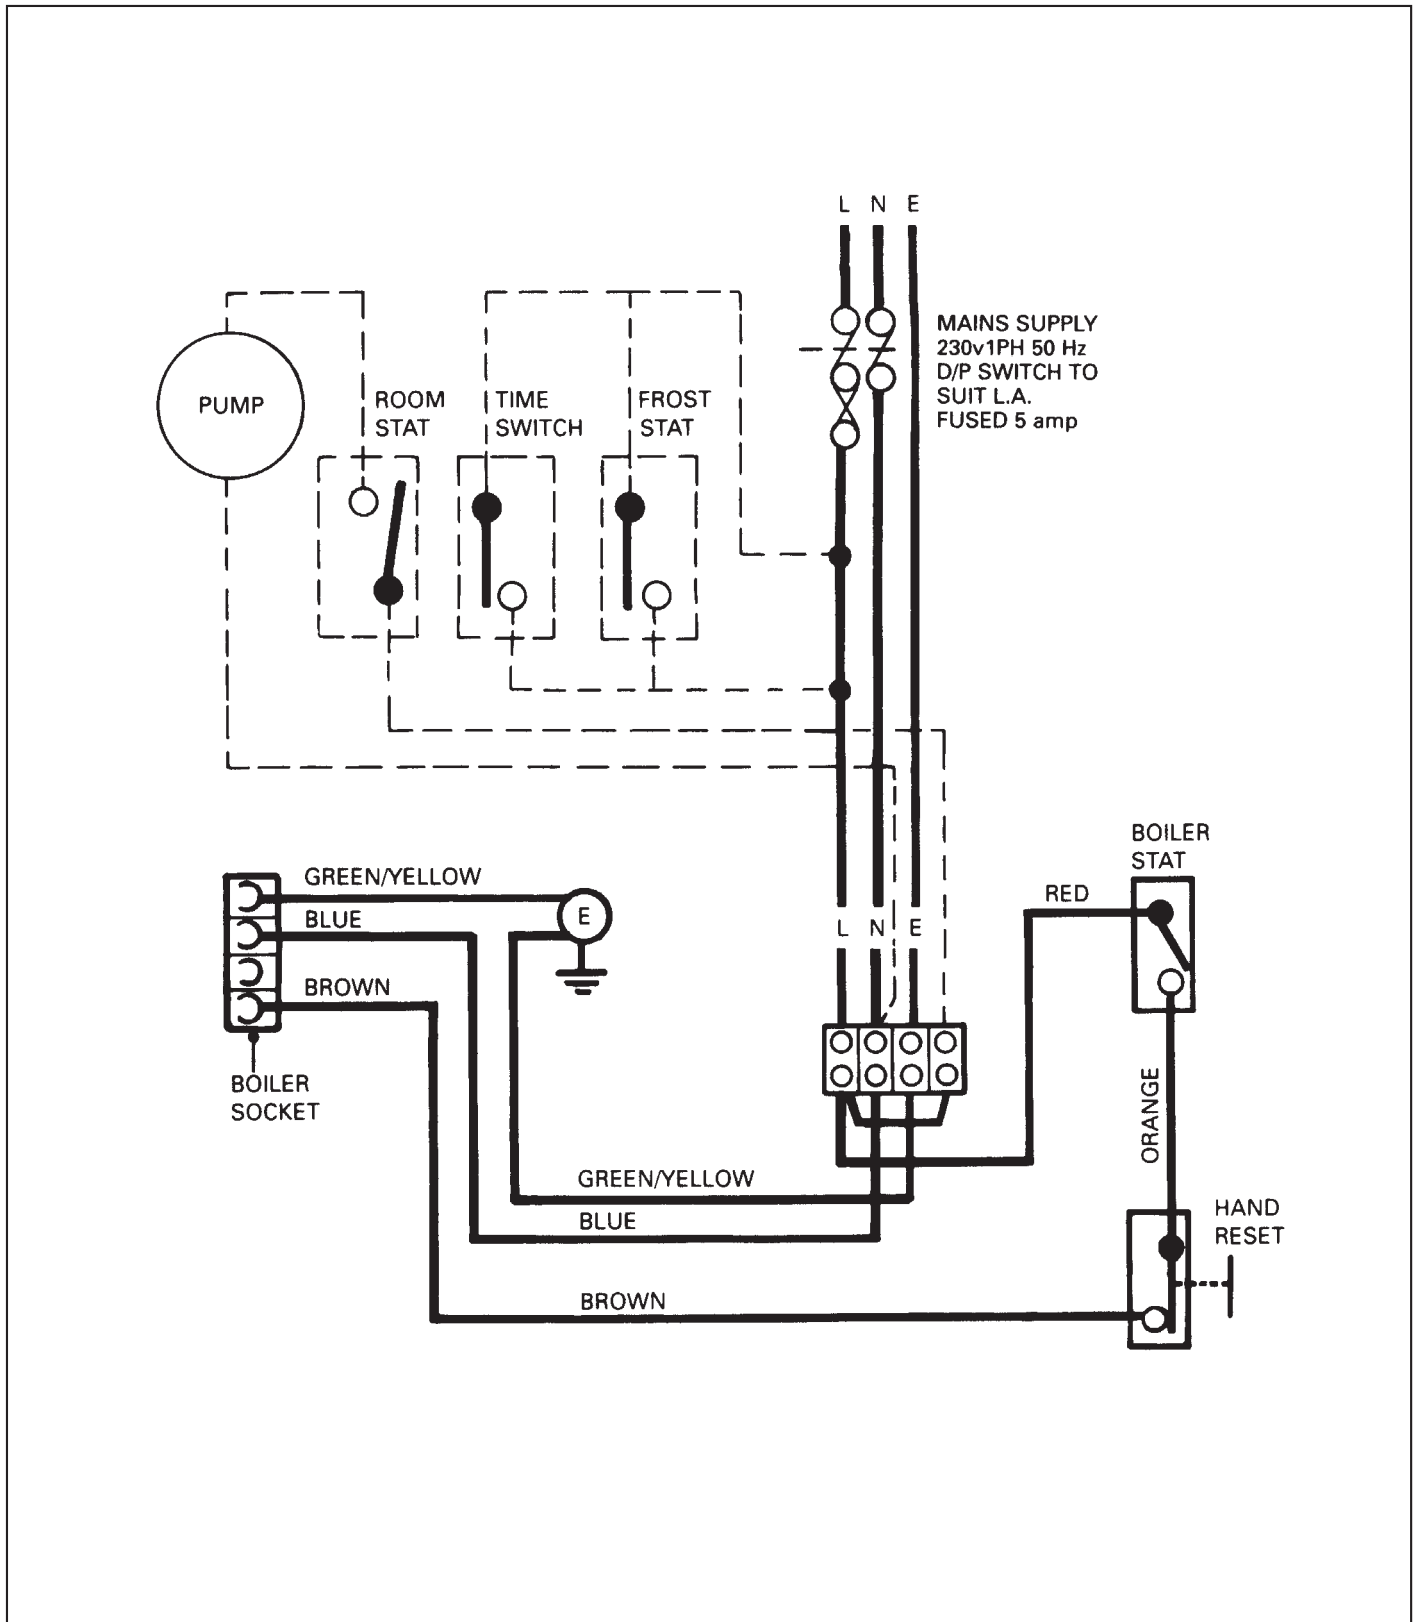 L N E
MAINS SUPPLY
230v1PH 50 Hz
D/P SWITCH TO
SUIT L.A.
FUSED 5 amp
PUMP
ROOM
STAT
TIME
SWITCH
FROST
STAT
BOILER
STAT
GREEN/YELLOW
BLUE
BROWN
E
L N E
RED
BOILER
SOCKET
ORANGE
GREEN/YELLOW
BLUE
BROWN
HAND
RESET